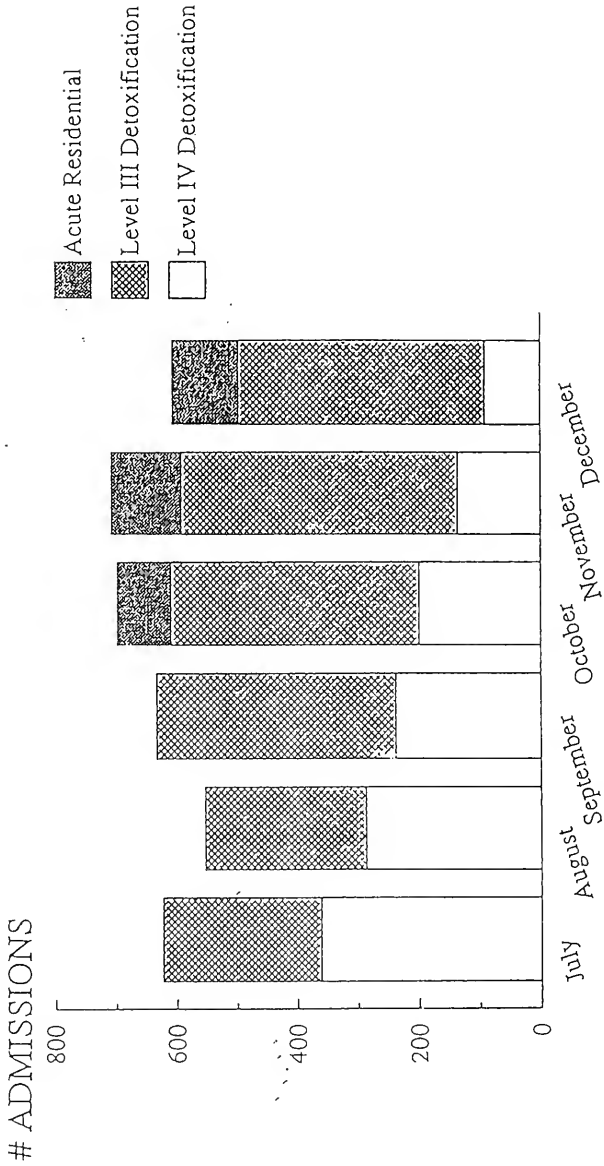 # ADMISSIONS
800
600
400
200
0
July
August
September
October
November
December
Acute Residential
Level III Detoxification
Level IV Detoxification